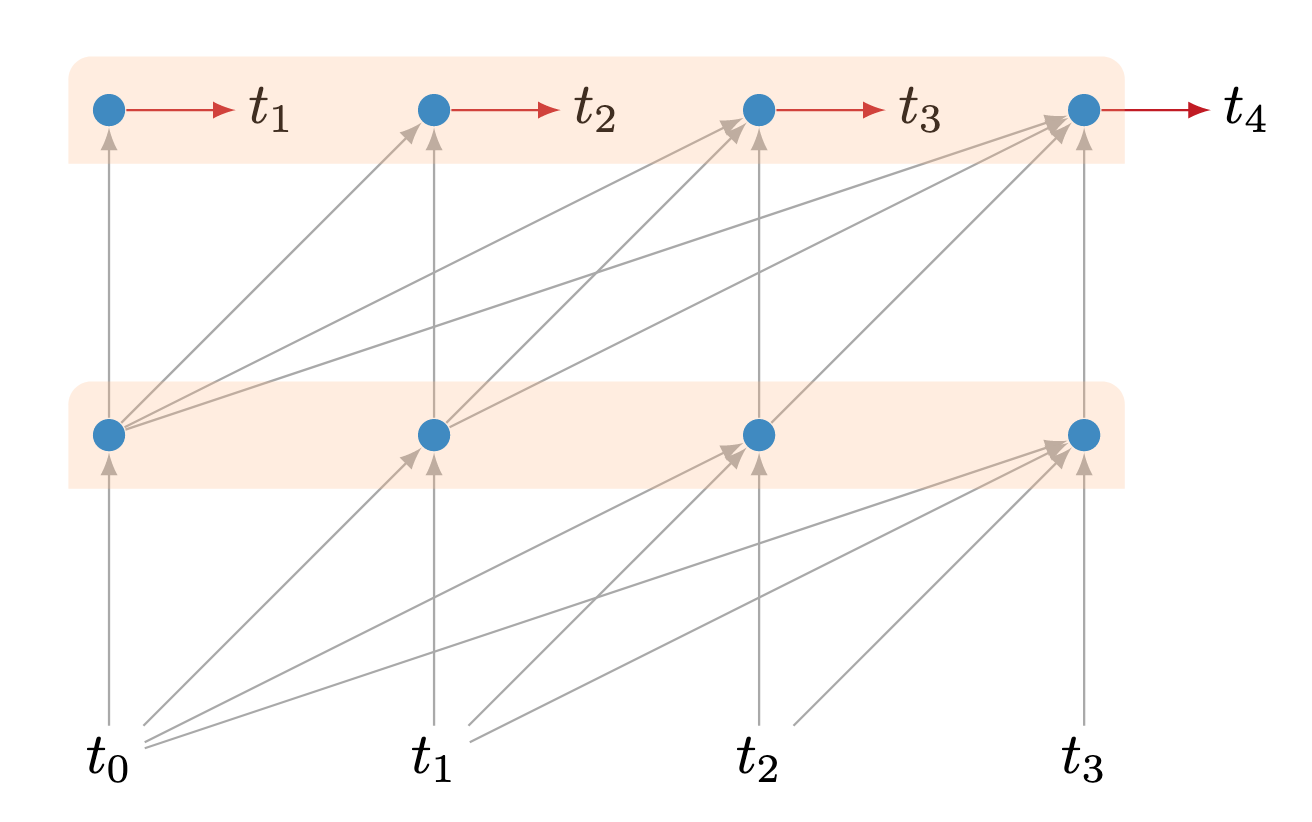 t₁ t₂ t₃ t₄
t₀ t₁ t₂ t₃